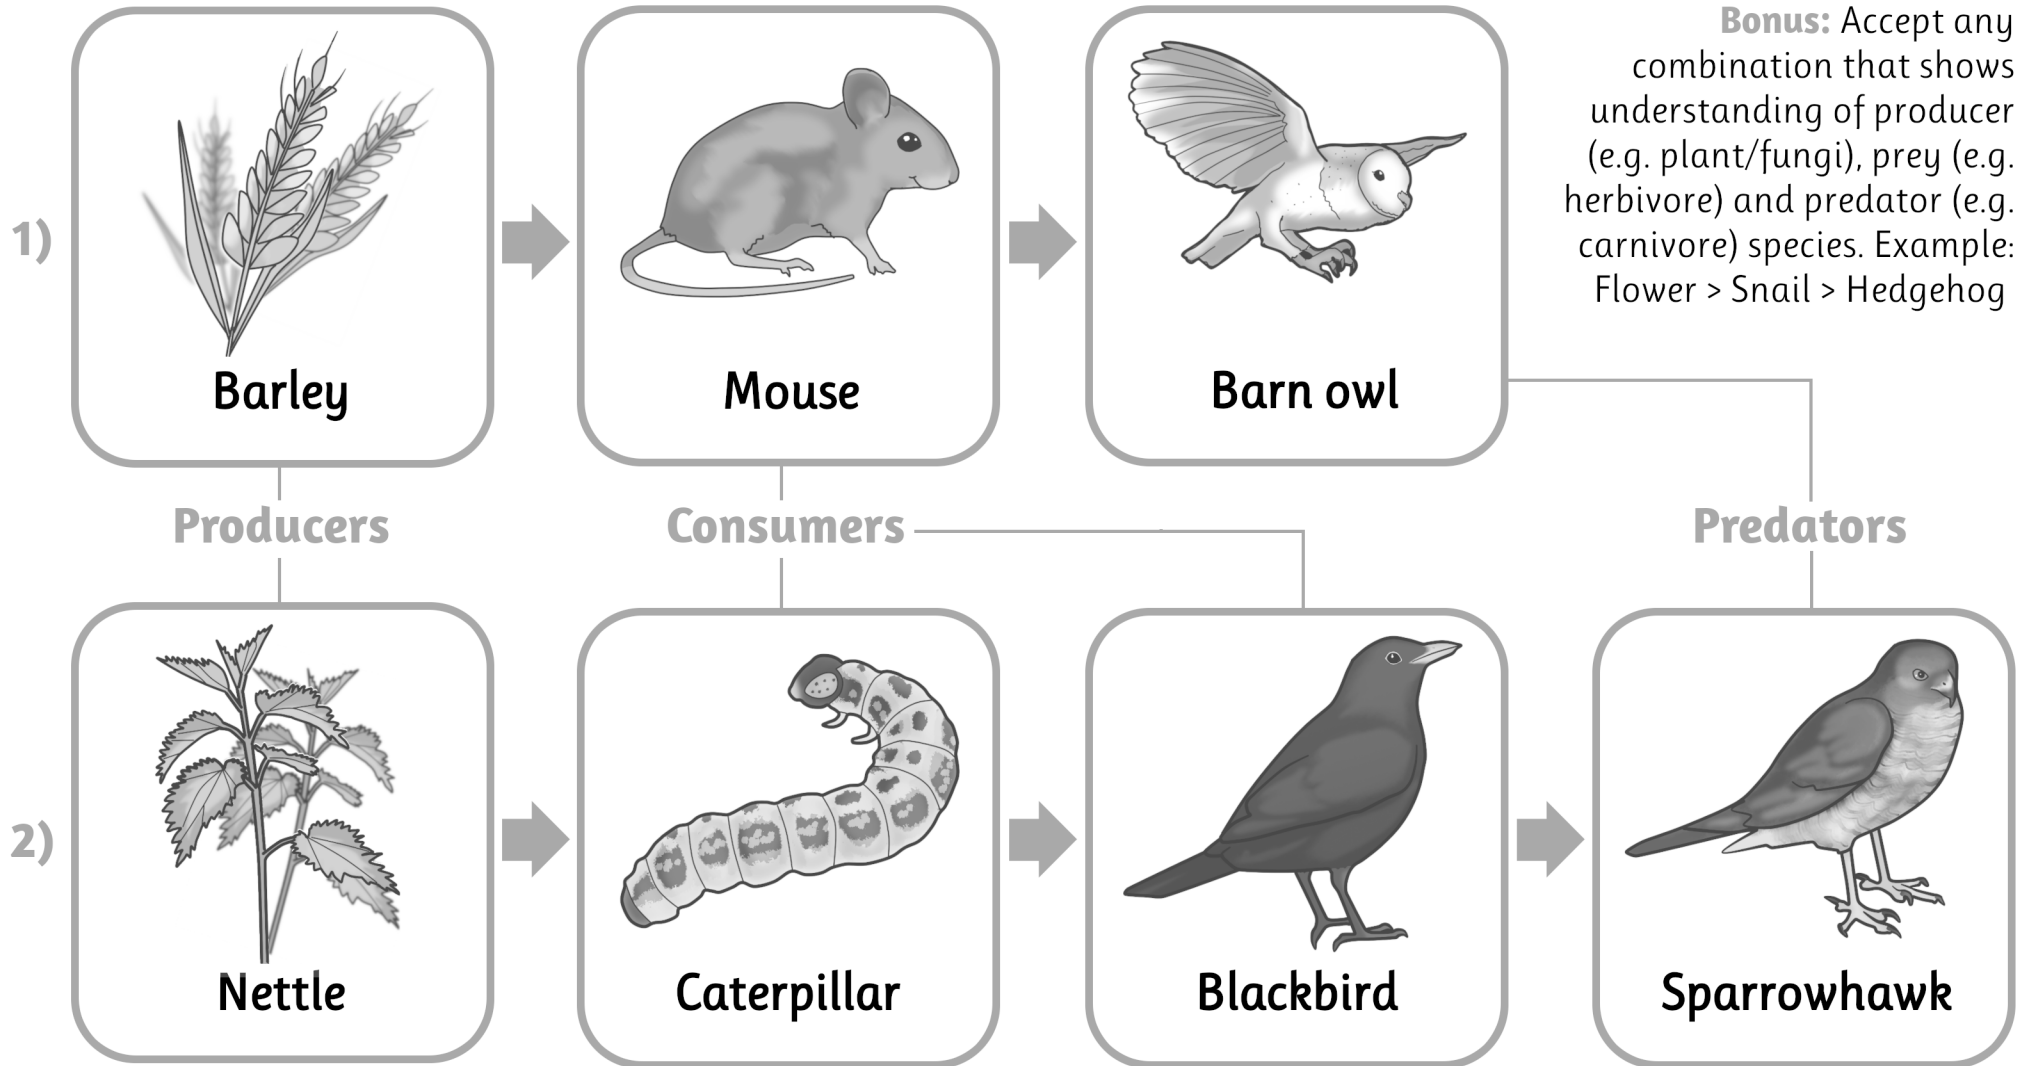 Bonus: Accept any
combination that shows
understanding of producer
(e.g. plant/fungi), prey (e.g.
herbivore) and predator (e.g.
carnivore) species. Example:
Flower > Snail > Hedgehog
1)
Barley
Mouse
Barn owl
Producers
Consumers
Predators
2)
Nettle
Caterpillar
Blackbird
Sparrowhawk